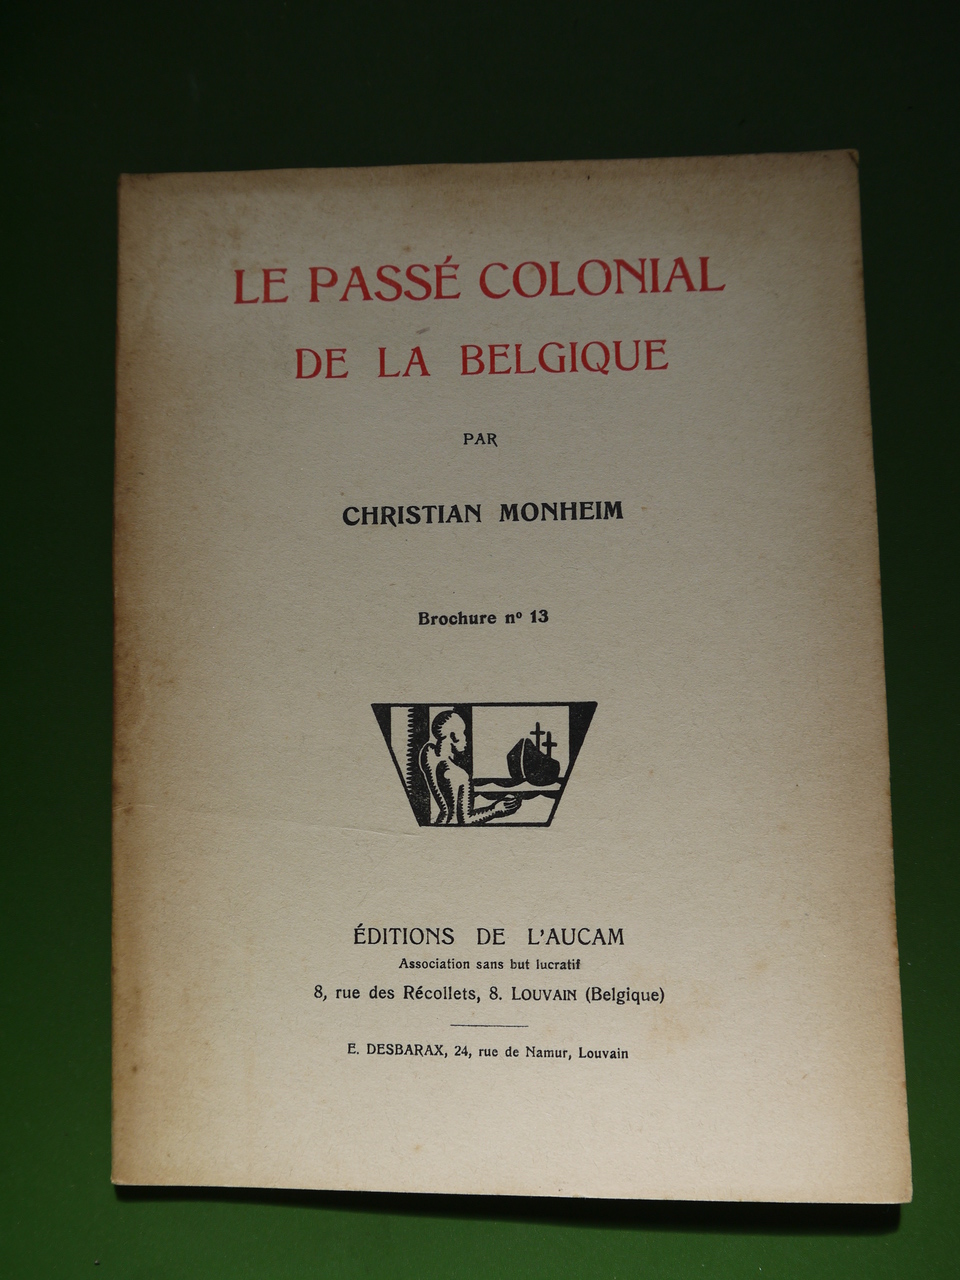 LE PASSÉ COLONIAL
DE LA BELGIQUE
PAR
CHRISTIAN MONHEIM
Brochure nº 13
ÉDITIONS DE L'AUCAM
Association sans but lucratif
8, rue des Récollets, 8. LOUVAIN (Belgique)
E. DESBARAX, 24, rue de Namur, Louvain